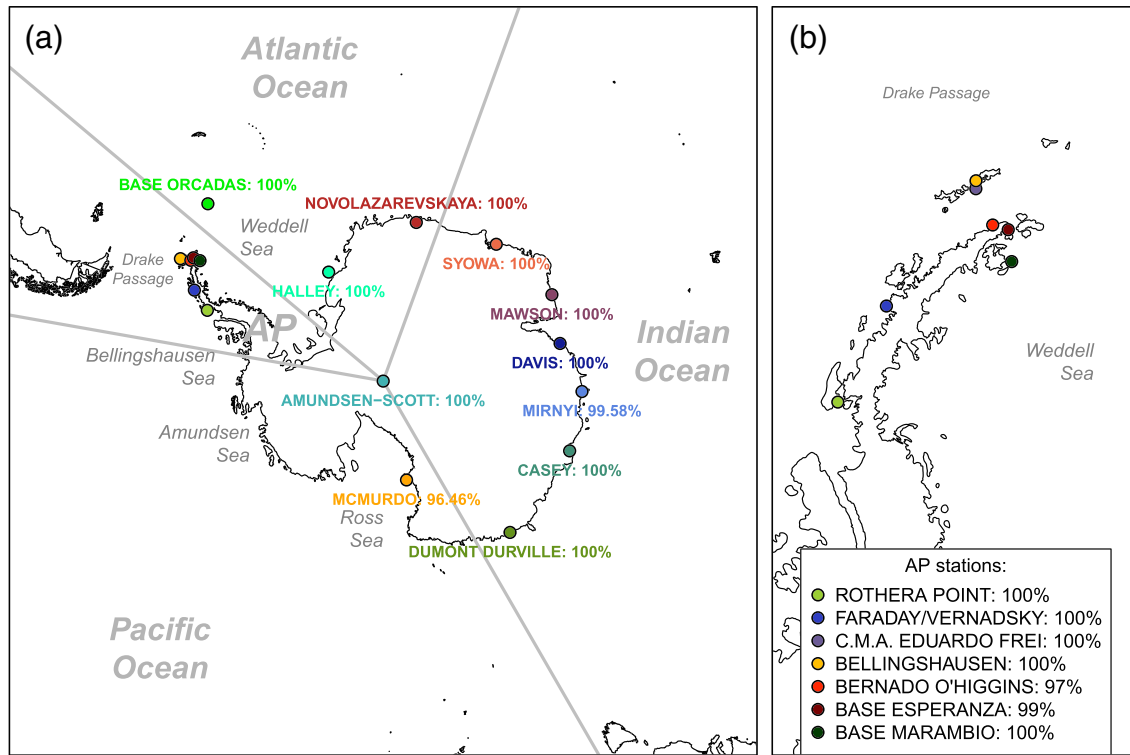 (a)
Atlantic
Ocean
BASE ORCADAS: 100%
NOVOLAZAREVSKAYA: 100%
Weddell
Sea
SYOWA: 100%
Drake
Passage
HALLEY: 100%
MAWSON: 100%
AP
Indian
Ocean
Bellingshausen
Sea
DAVIS: 100%
AMUNDSEN−SCOTT: 100%
MIRNYI: 99.58%
Amundsen
Sea
CASEY: 100%
MCMURDO: 96.46%
Ross
Sea
DUMONT DURVILLE: 100%
Pacific
Ocean
(b)
Drake Passage
Weddell
Sea
AP stations:
ROTHERA POINT: 100%
FARADAY/VERNADSKY: 100%
C.M.A. EDUARDO FREI: 100%
BELLINGSHAUSEN: 100%
BERNADO O'HIGGINS: 97%
BASE ESPERANZA: 99%
BASE MARAMBIO: 100%